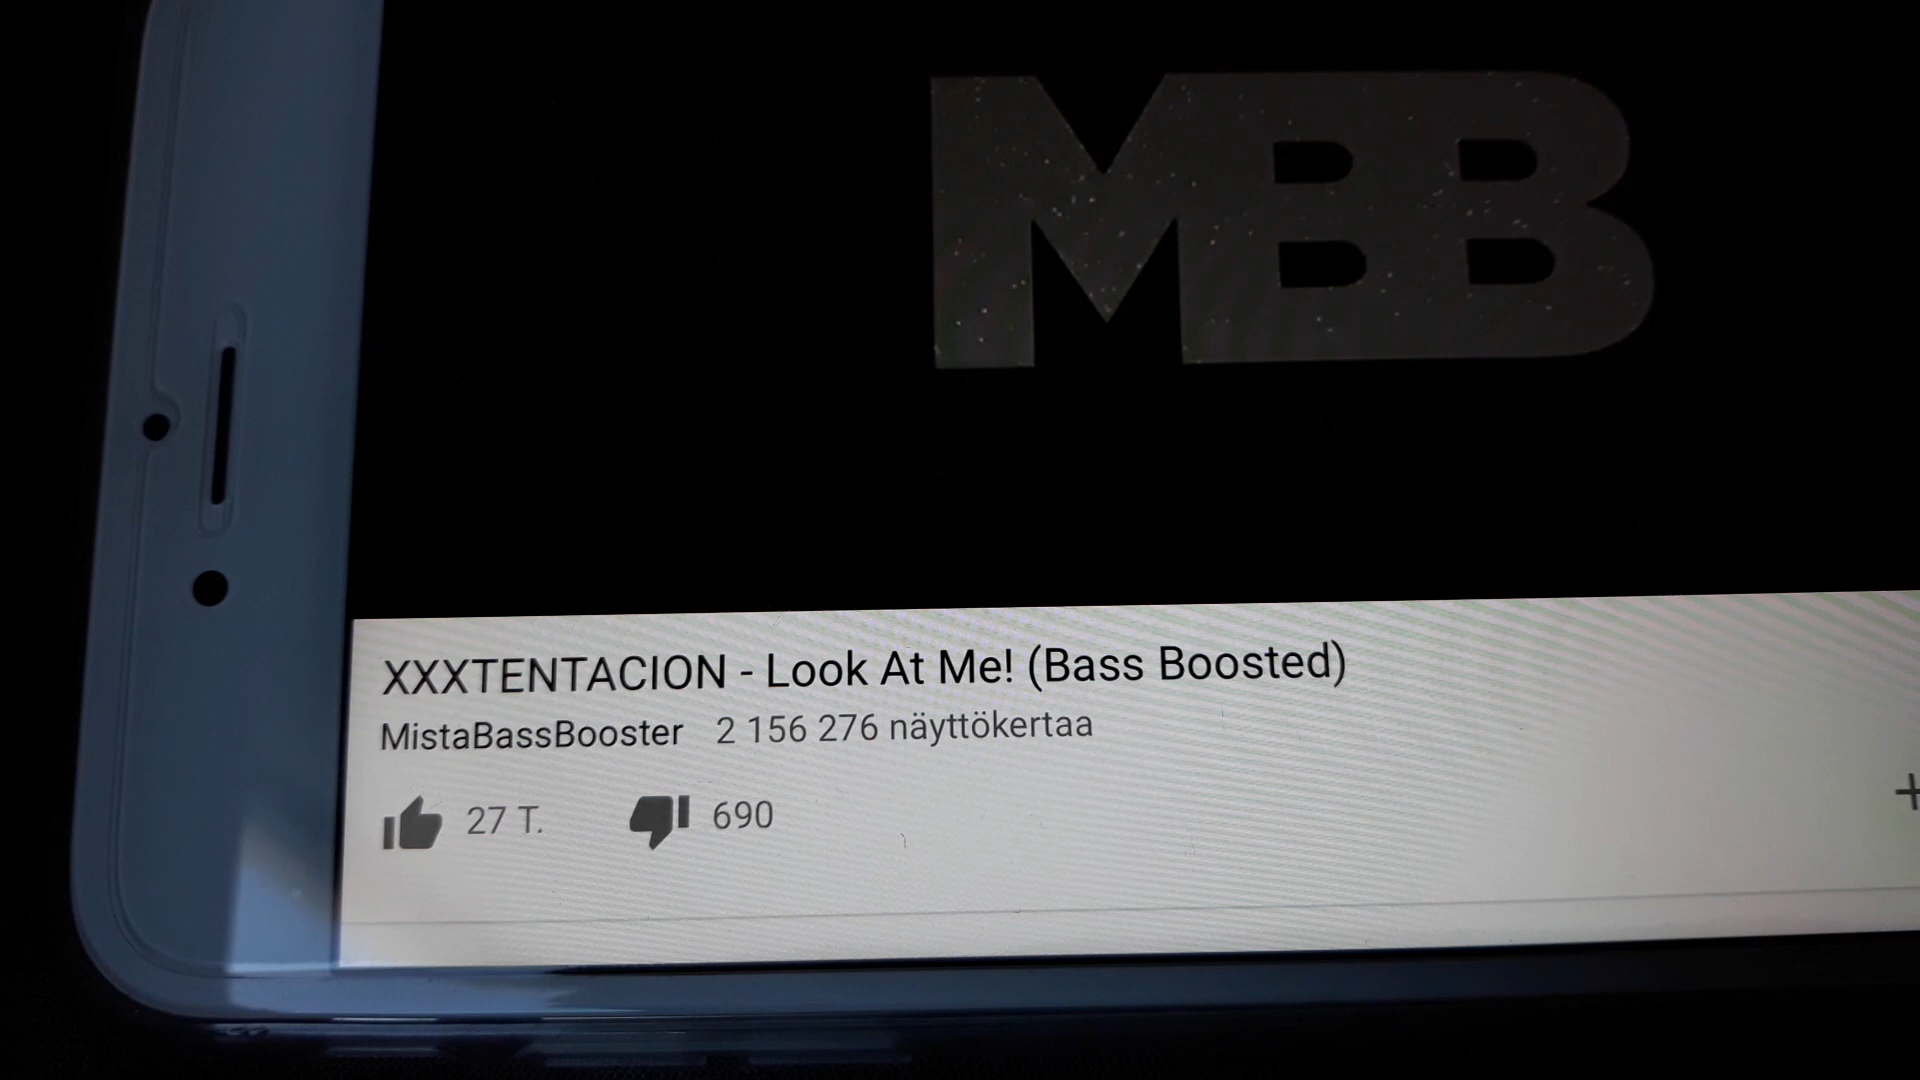 MBB
XXXTENTACION - Look At Me! (Bass Boosted)
MistaBassBooster 2 156 276 näyttökertaa
27 T. 690